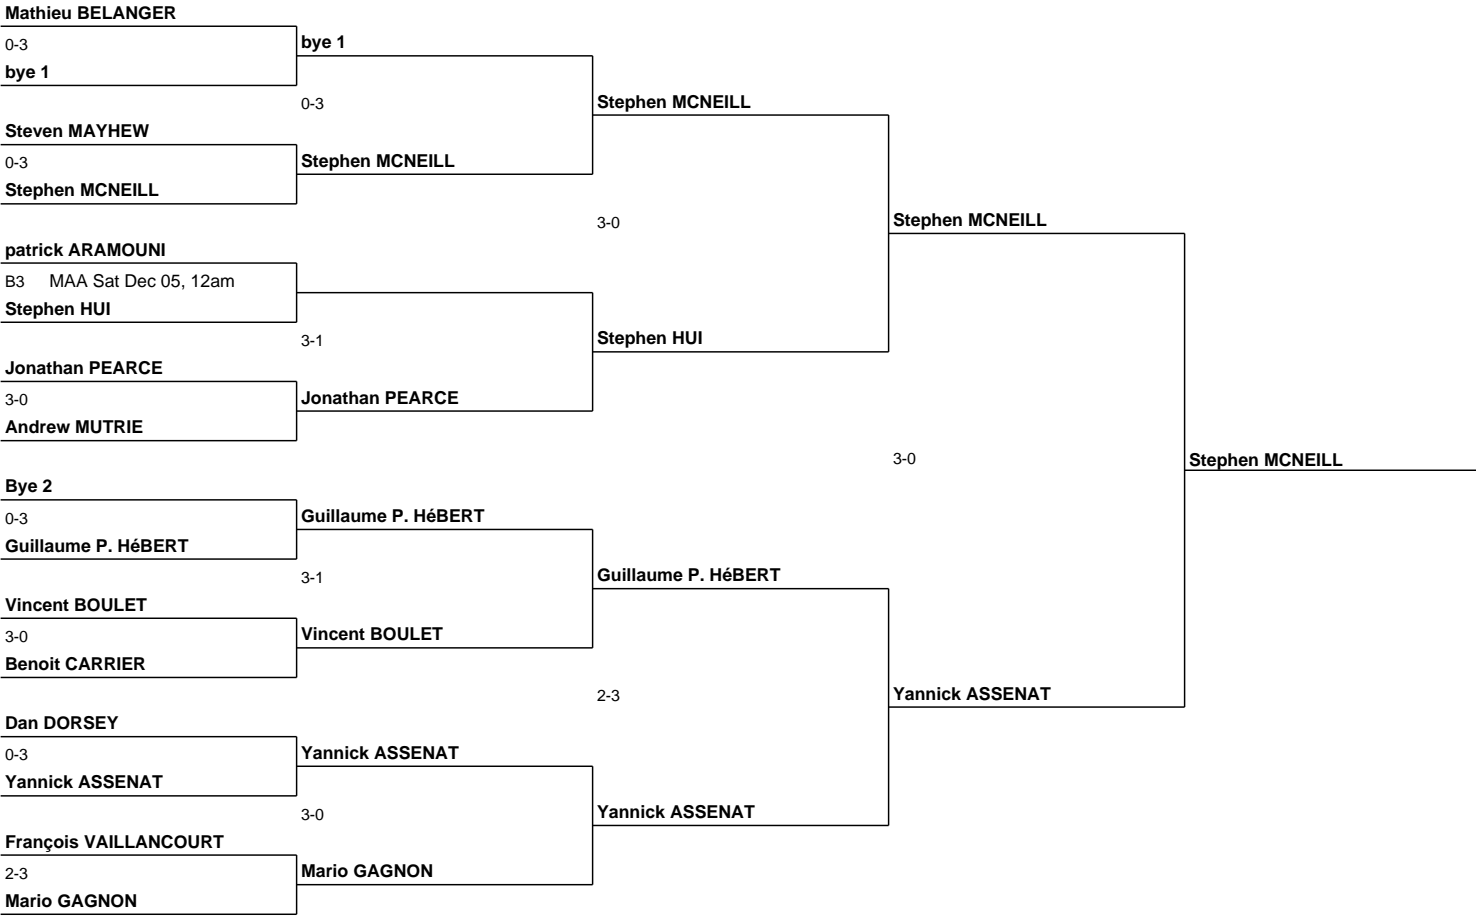 Mathieu BELANGER
0-3
bye 1
bye 1
0-3
Stephen MCNEILL
Steven MAYHEW
0-3
Stephen MCNEILL
Stephen MCNEILL
3-0
Stephen MCNEILL
patrick ARAMOUNI
B3 MAA Sat Dec 05, 12am
Stephen HUI
3-1
Stephen HUI
Jonathan PEARCE
3-0
Jonathan PEARCE
Andrew MUTRIE
3-0
Stephen MCNEILL
Bye 2
0-3
Guillaume P. HéBERT
Guillaume P. HéBERT
3-1
Guillaume P. HéBERT
Vincent BOULET
3-0
Vincent BOULET
Benoit CARRIER
2-3
Yannick ASSENAT
Dan DORSEY
0-3
Yannick ASSENAT
Yannick ASSENAT
3-0
Yannick ASSENAT
François VAILLANCOURT
2-3
Mario GAGNON
Mario GAGNON